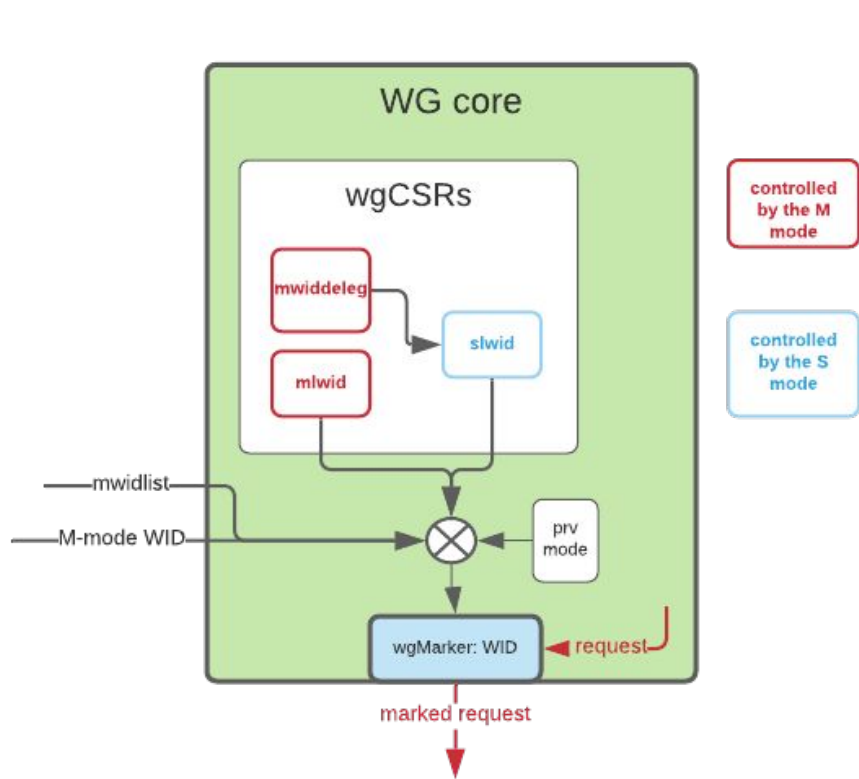 WG core
wgCSRs
mwiddeleg
slwid
mlwid
controlled
by the M
mode
controlled
by the S
mode
mwidlist
M-mode WID
prv
mode
wgMarker: WID
request
marked request